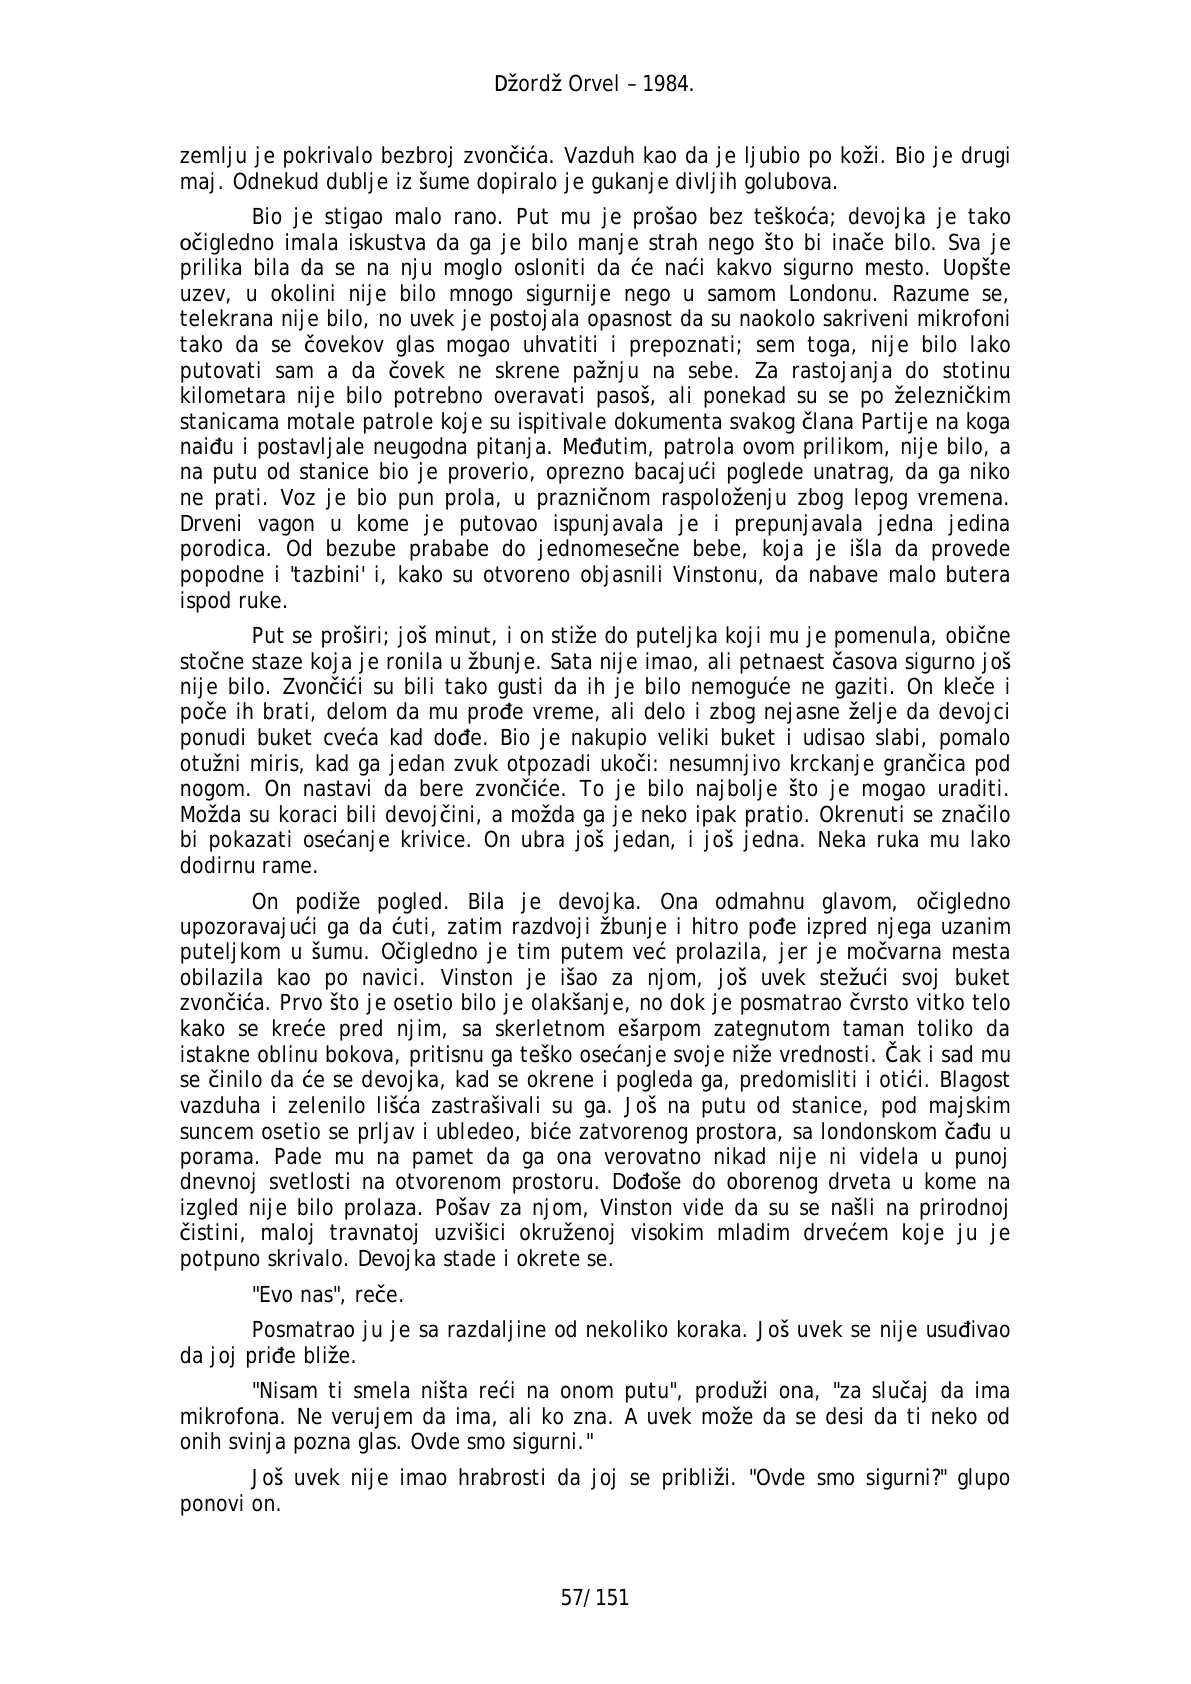 Džordž Orvel – 1984.
zemlju je pokrivalo bezbroj zvončića. Vazduh kao da je ljubio po koži. Bio je drugi
maj. Odnekud dublje iz šume dopiralo je gukanje divljih golubova.
Bio je stigao malo rano. Put mu je prošao bez teškoća; devojka je tako
očigledno imala iskustva da ga je bilo manje strah nego što bi inače bilo. Sva je
prilika bila da se na nju moglo osloniti da će naći kakvo sigurno mesto. Uopšte
uzev, u okolini nije bilo mnogo sigurnije nego u samom Londonu. Razume se,
telekrana nije bilo, no uvek je postojala opasnost da su naokolo sakriveni mikrofoni
tako da se čovekov glas mogao uhvatiti i prepoznati; sem toga, nije bilo lako
putovati sam a da čovek ne skrene pažnju na sebe. Za rastojanja do stotinu
kilometara nije bilo potrebno overavati pasoš, ali ponekad su se po železničkim
stanicama motale patrole koje su ispitivale dokumenta svakog člana Partije na koga
naiđu i postavljale neugodna pitanja. Međutim, patrola ovom prilikom, nije bilo, a
na putu od stanice bio je proverio, oprezno bacajući poglede unatrag, da ga niko
ne prati. Voz je bio pun prola, u prazničnom raspoloženju zbog lepog vremena.
Drveni vagon u kome je putovao ispunjavala je i prepunjavala jedna jedina
porodica. Od bezube prababe do jednomesečne bebe, koja je išla da provede
popodne i 'tazbini' i, kako su otvoreno objasnili Vinstonu, da nabave malo butera
ispod ruke.
Put se proširi; još minut, i on stiže do puteljka koji mu je pomenula, obične
stočne staze koja je ronila u žbunje. Sata nije imao, ali petnaest časova sigurno još
nije bilo. Zvončići su bili tako gusti da ih je bilo nemoguće ne gaziti. On kleče i
poče ih brati, delom da mu prođe vreme, ali delo i zbog nejasne želje da devojci
ponudi buket cveća kad dođe. Bio je nakupio veliki buket i udisao slabi, pomalo
otužni miris, kad ga jedan zvuk otpozadi ukoči: nesumnjivo krckanje grančica pod
nogom. On nastavi da bere zvončiće. To je bilo najbolje što je mogao uraditi.
Možda su koraci bili devojčini, a možda ga je neko ipak pratio. Okrenuti se značilo
bi pokazati osećanje krivice. On ubra još jedan, i još jedna. Neka ruka mu lako
dodirnu rame.
On podiže pogled. Bila je devojka. Ona odmahnu glavom, očigledno
upozoravajući ga da ćuti, zatim razdvoji žbunje i hitro pođe izpred njega uzanim
puteljkom u šumu. Očigledno je tim putem već prolazila, jer je močvarna mesta
obilazila kao po navici. Vinston je išao za njom, još uvek stežući svoj buket
zvončića. Prvo što je osetio bilo je olakšanje, no dok je posmatrao čvrsto vitko telo
kako se kreće pred njim, sa skerletnom ešarpom zategnutom taman toliko da
istakne oblinu bokova, pritisnu ga teško osećanje svoje niže vrednosti. Čak i sad mu
se činilo da će se devojka, kad se okrene i pogleda ga, predomisliti i otići. Blagost
vazduha i zelenilo lišća zastrašivali su ga. Još na putu od stanice, pod majskim
suncem osetio se prljav i ubledeo, biće zatvorenog prostora, sa londonskom čađu u
porama. Pade mu na pamet da ga ona verovatno nikad nije ni videla u punoj
dnevnoj svetlosti na otvorenom prostoru. Dođoše do oborenog drveta u kome na
izgled nije bilo prolaza. Pošav za njom, Vinston vide da su se našli na prirodnoj
čistini, maloj travnatoj uzvišici okruženoj visokim mladim drvećem koje ju je
potpuno skrivalo. Devojka stade i okrete se.
"Evo nas", reče.
Posmatrao ju je sa razdaljine od nekoliko koraka. Još uvek se nije usuđivao
da joj priđe bliže.
"Nisam ti smela ništa reći na onom putu", produži ona, "za slučaj da ima
mikrofona. Ne verujem da ima, ali ko zna. A uvek može da se desi da ti neko od
onih svinja pozna glas. Ovde smo sigurni."
Još uvek nije imao hrabrosti da joj se približi. "Ovde smo sigurni?" glupo
ponovi on.
57/151